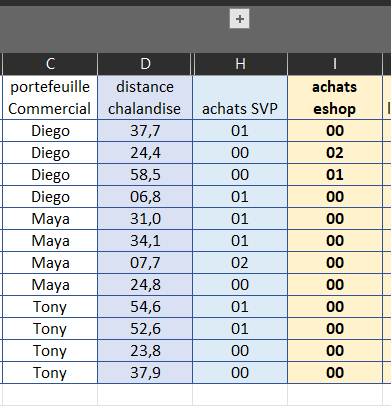 C D H I
portefeuille distance achats
Commercial chalandise achats SVP eshop
Diego 37,7 01 00
Diego 24,4 00 02
Diego 58,5 00 01
Diego 06,8 01 00
Maya 31,0 01 00
Maya 34,1 01 00
Maya 07,7 02 00
Maya 24,8 00 00
Tony 54,6 01 00
Tony 52,6 01 00
Tony 23,8 00 00
Tony 37,9 00 00